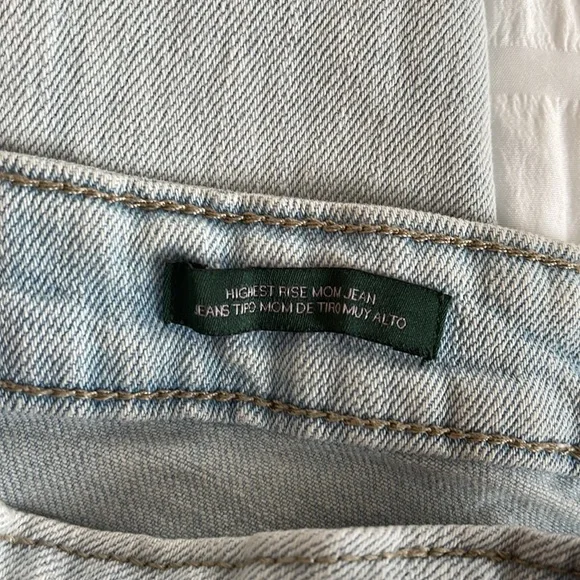 HIGHEST RISE MOM JEAN
JEANS TIPO MOM DE TIRO MUY ALTO